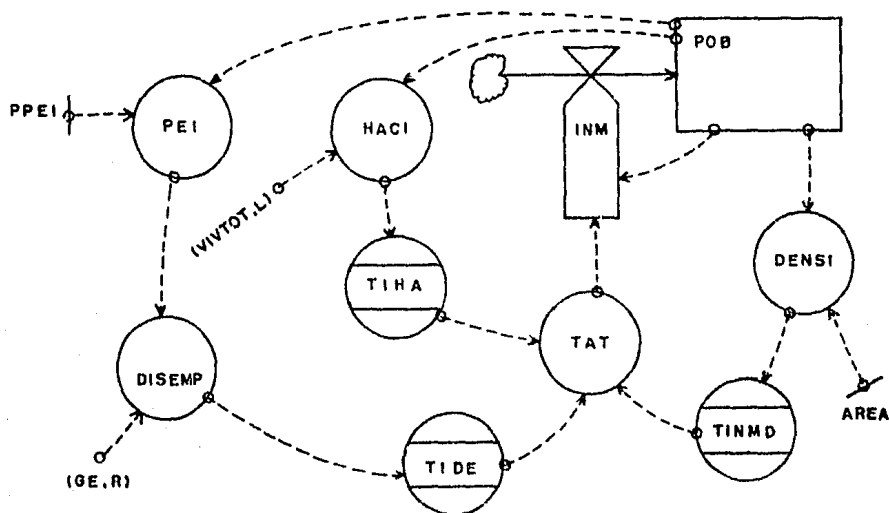 POB
PPEI
PEI
HACI
INM
(VIVTOT,L)
DENSI
TIHA
TAT
DISEMP
AREA
TINMD
TIDE
(GE,R)